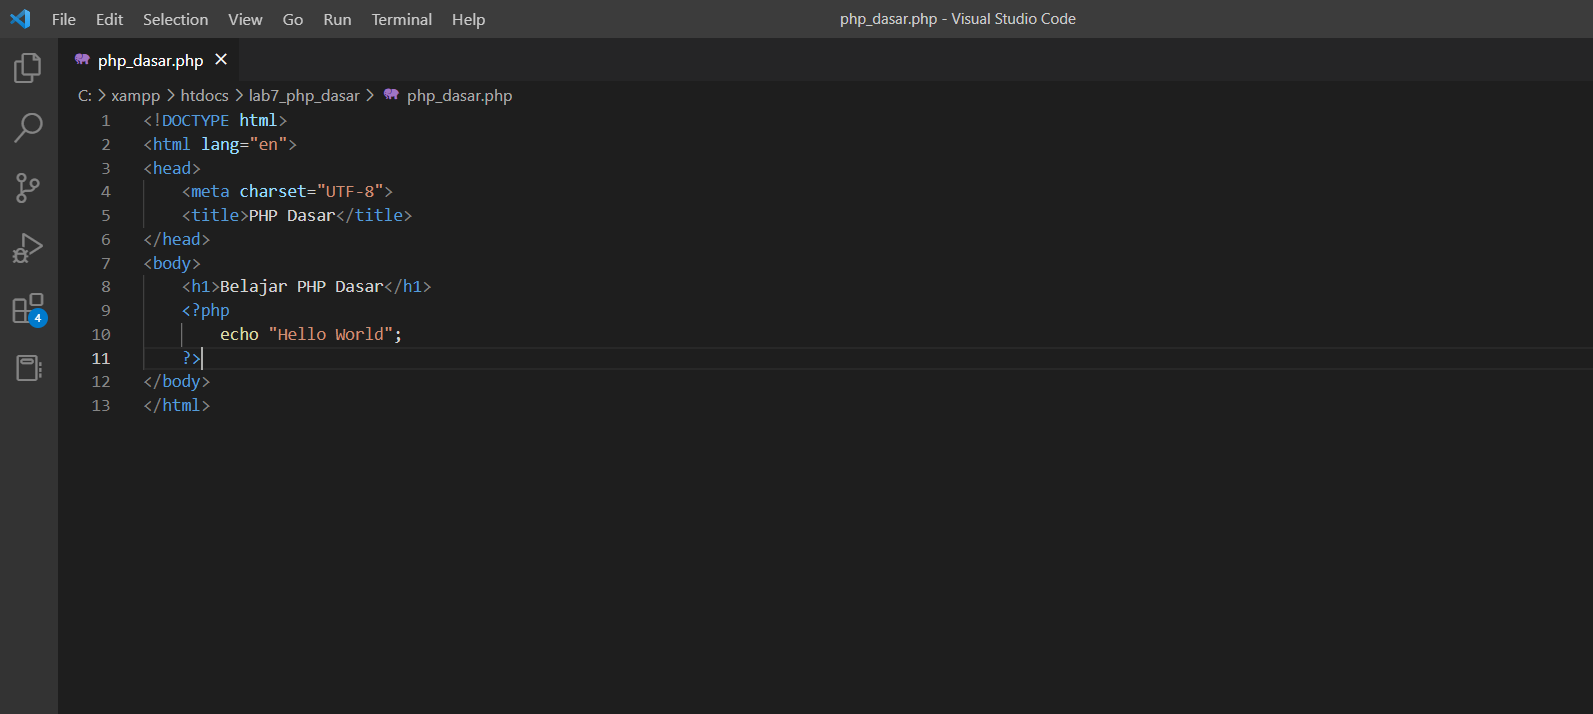 File Edit Selection View Go Run Terminal Help php_dasar.php - Visual Studio Code
php_dasar.php
C: > xampp > htdocs > lab7_php_dasar > php_dasar.php
1 <!DOCTYPE html>
2 <html lang="en">
3 <head>
4     <meta charset="UTF-8">
5     <title>PHP Dasar</title>
6 </head>
7 <body>
8     <h1>Belajar PHP Dasar</h1>
9     <?php
10         echo "Hello World";
11     ?>
12 </body>
13 </html>
4